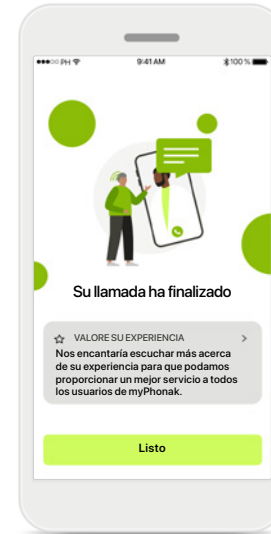 ●●●○○ PH 9:41 AM 100 %
Su llamada ha finalizado
VALORE SU EXPERIENCIA
Nos encantaría escuchar más acerca
de su experiencia para que podamos
proporcionar un mejor servicio a todos
los usuarios de myPhonak.
Listo